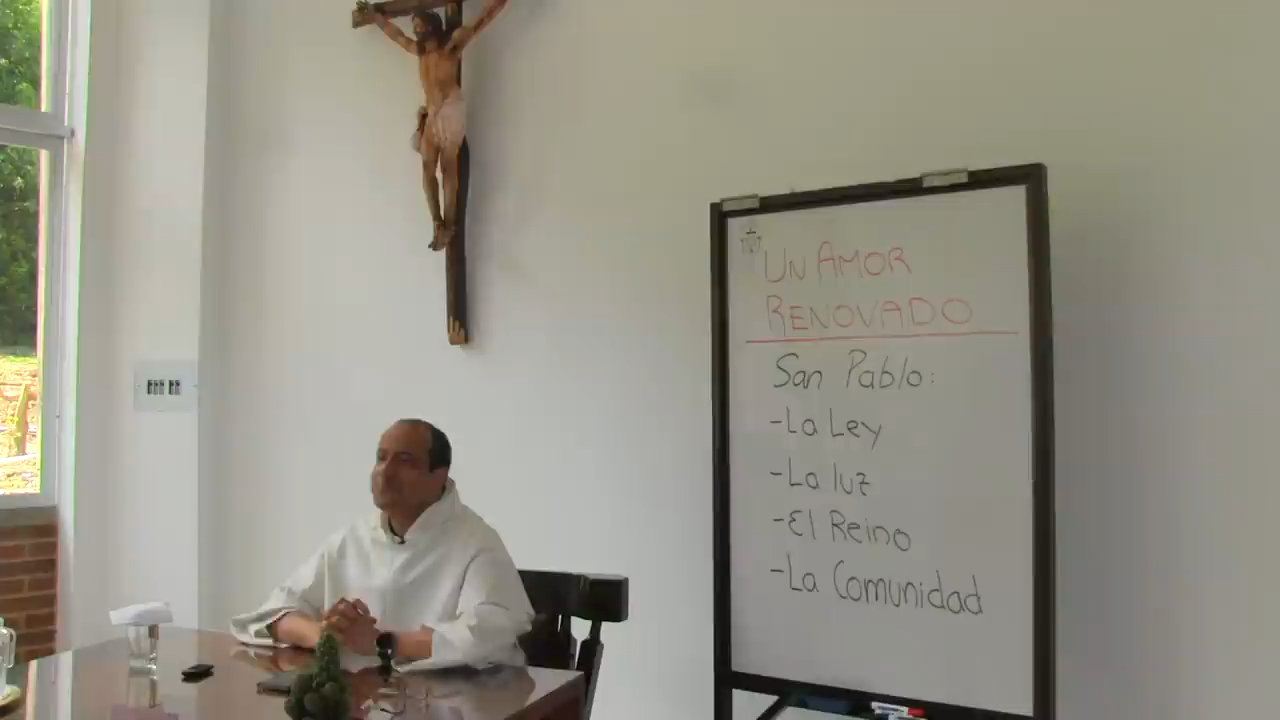 UN AMOR
RENOVADO
San Pablo:
-La Ley
-La luz
-El Reino
-La Comunidad